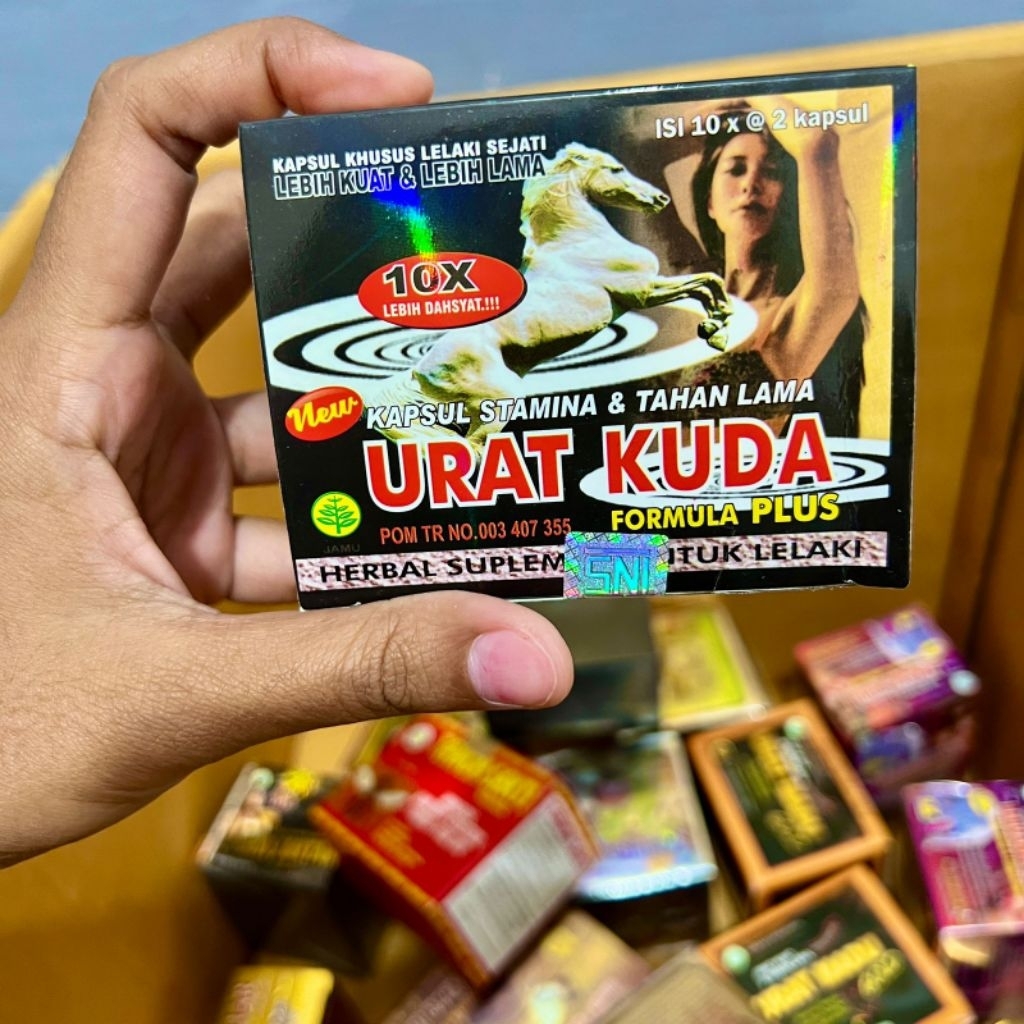 ISI 10 x @ 2 kapsul
KAPSUL KHUSUS LELAKI SEJATI
LEBIH KUAT & LEBIH LAMA
10X
LEBIH DAHSYAT.!!!
New
KAPSUL STAMINA & TAHAN LAMA
URAT KUDA
FORMULA PLUS
POM TR NO.003 407 355
JAMU
HERBAL SUPLEM NTUK LELAKI
SNI